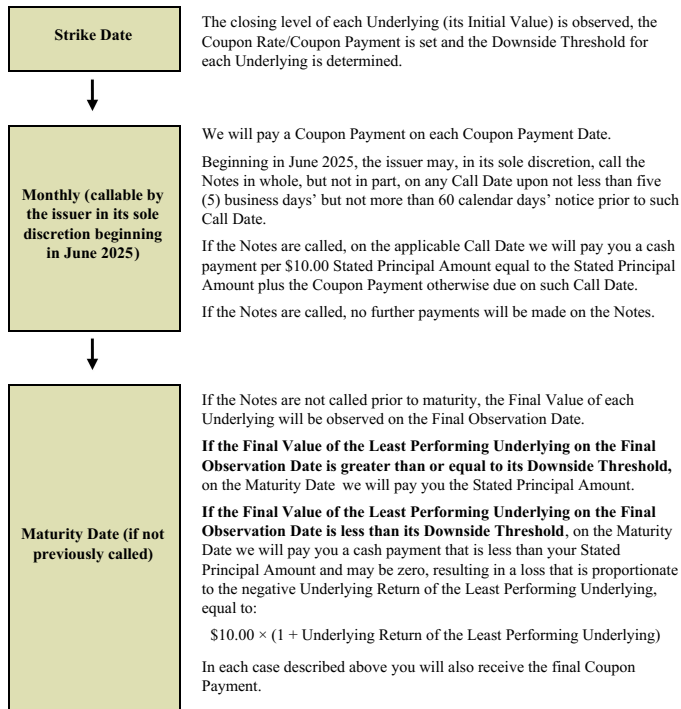 Strike Date
The closing level of each Underlying (its Initial Value) is observed, the
Coupon Rate/Coupon Payment is set and the Downside Threshold for
each Underlying is determined.
Monthly (callable by
the issuer in its sole
discretion beginning
in June 2025)
We will pay a Coupon Payment on each Coupon Payment Date.
Beginning in June 2025, the issuer may, in its sole discretion, call the
Notes in whole, but not in part, on any Call Date upon not less than five
(5) business days’ but not more than 60 calendar days’ notice prior to such
Call Date.
If the Notes are called, on the applicable Call Date we will pay you a cash
payment per $10.00 Stated Principal Amount equal to the Stated Principal
Amount plus the Coupon Payment otherwise due on such Call Date.
If the Notes are called, no further payments will be made on the Notes.
Maturity Date (if not
previously called)
If the Notes are not called prior to maturity, the Final Value of each
Underlying will be observed on the Final Observation Date.
If the Final Value of the Least Performing Underlying on the Final
Observation Date is greater than or equal to its Downside Threshold,
on the Maturity Date we will pay you the Stated Principal Amount.
If the Final Value of the Least Performing Underlying on the Final
Observation Date is less than its Downside Threshold, on the Maturity
Date we will pay you a cash payment that is less than your Stated
Principal Amount and may be zero, resulting in a loss that is proportionate
to the negative Underlying Return of the Least Performing Underlying,
equal to:
$10.00 × (1 + Underlying Return of the Least Performing Underlying)
In each case described above you will also receive the final Coupon
Payment.